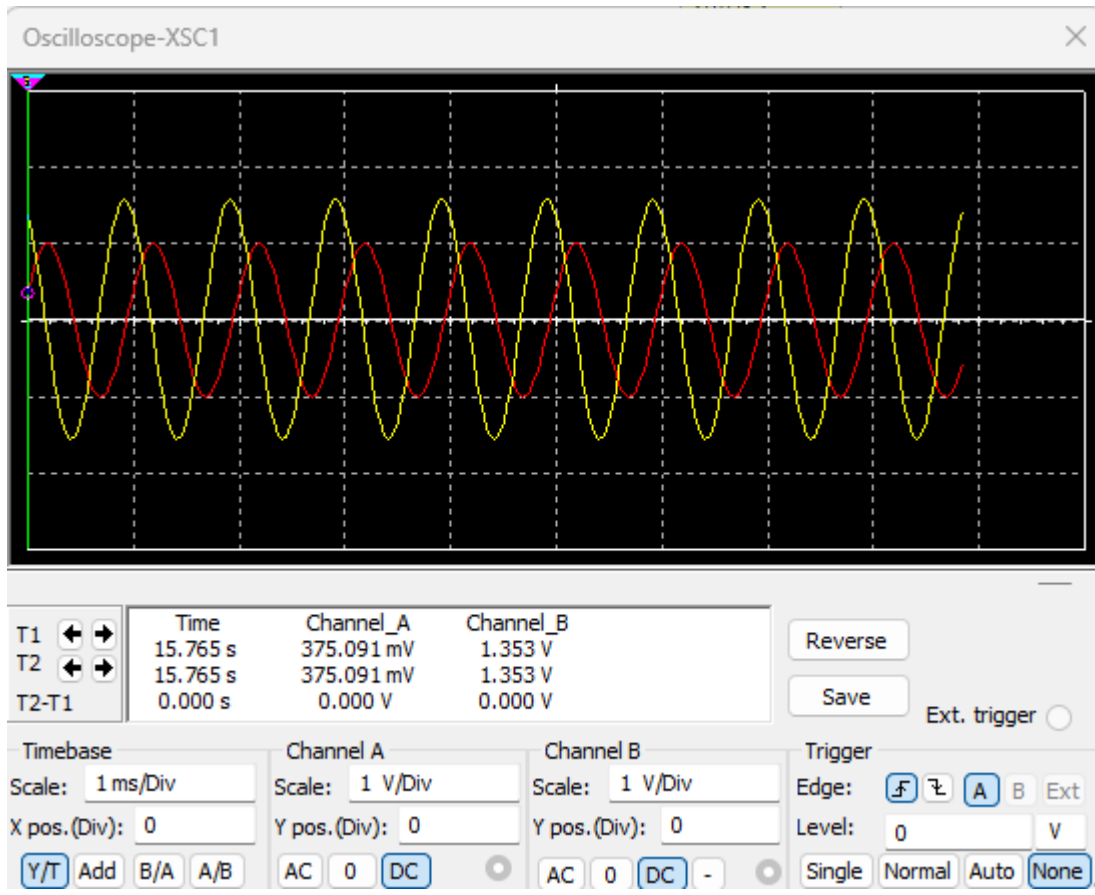 Oscilloscope-XSC1
Time Channel_A Channel_B
T1 15.765 s 375.091 mV 1.353 V
T2 15.765 s 375.091 mV 1.353 V
T2-T1 0.000 s 0.000 V 0.000 V
Reverse
Save
Ext. trigger
Timebase
Scale: 1 ms/Div
X pos.(Div): 0
Y/T Add B/A A/B
Channel A
Scale: 1 V/Div
Y pos.(Div): 0
AC 0 DC
Channel B
Scale: 1 V/Div
Y pos.(Div): 0
AC 0 DC -
Trigger
Edge: A B Ext
Level: 0 V
Single Normal Auto None